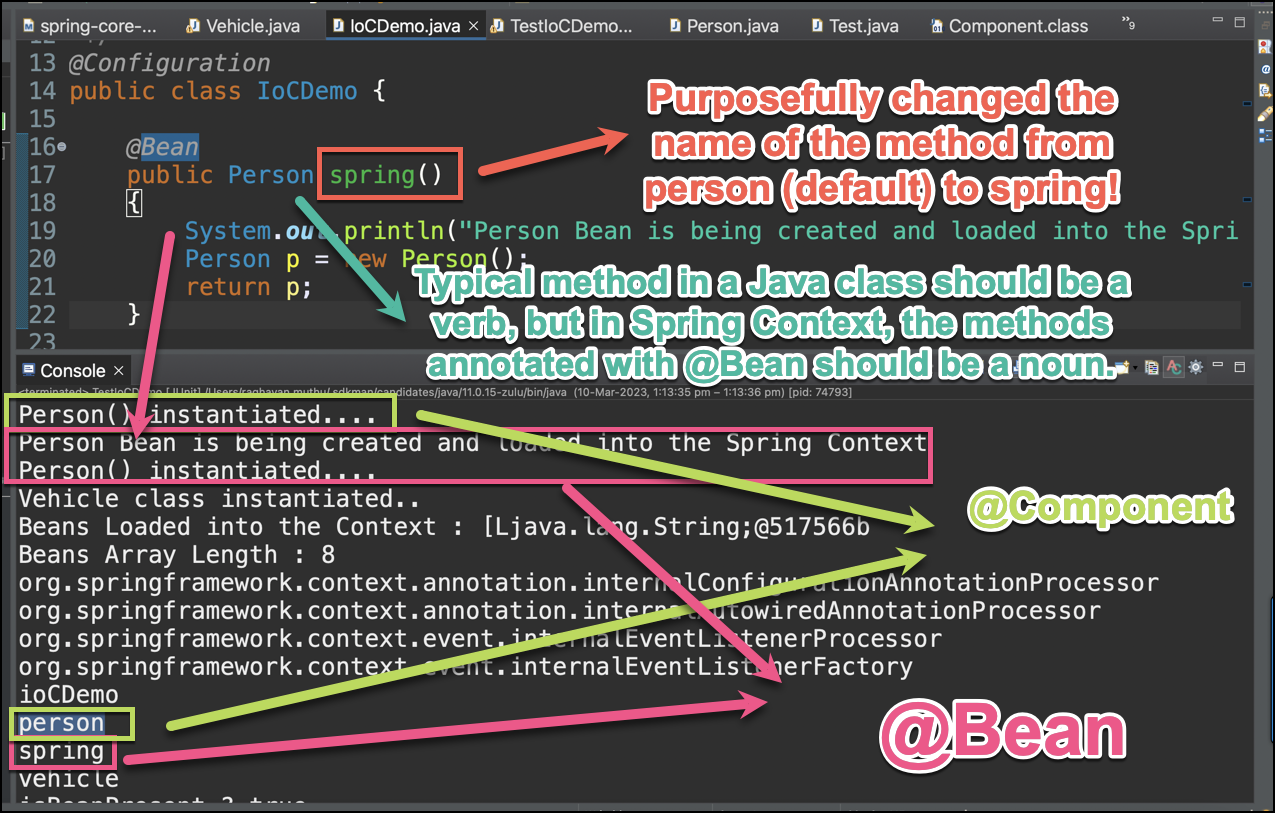 spring-core-...
Vehicle.java
IoCDemo.java
TestIoCDemo...
Person.java
Test.java
Component.class
»9
13 @Configuration
14 public class IoCDemo {
15
16 @Bean
17 public Person spring()
18 {
19 System.out.println("Person Bean is being created and loaded into the Spri
20 Person p = new Person();
21 return p;
22 }
23
Purposefully changed the
name of the method from
person (default) to spring!
Typical method in a Java class should be a
verb, but in Spring Context, the methods
annotated with @Bean should be a noun.
Console
<terminated> TestIoCDemo [JUnit] /Users/raghavan.muthu/.sdkman/candidates/java/11.0.15-zulu/bin/java (10-Mar-2023, 1:13:35 pm – 1:13:36 pm) [pid: 74793]
Person() instantiated....
Person Bean is being created and loaded into the Spring Context
Person() instantiated....
Vehicle class instantiated..
Beans Loaded into the Context : [Ljava.lang.String;@517566b
Beans Array Length : 8
org.springframework.context.annotation.internalConfigurationAnnotationProcessor
org.springframework.context.annotation.internalAutowiredAnnotationProcessor
org.springframework.context.event.internalEventListenerProcessor
org.springframework.context.event.internalEventListenerFactory
ioCDemo
person
spring
vehicle
isBeanPresent ? true
@Component
@Bean